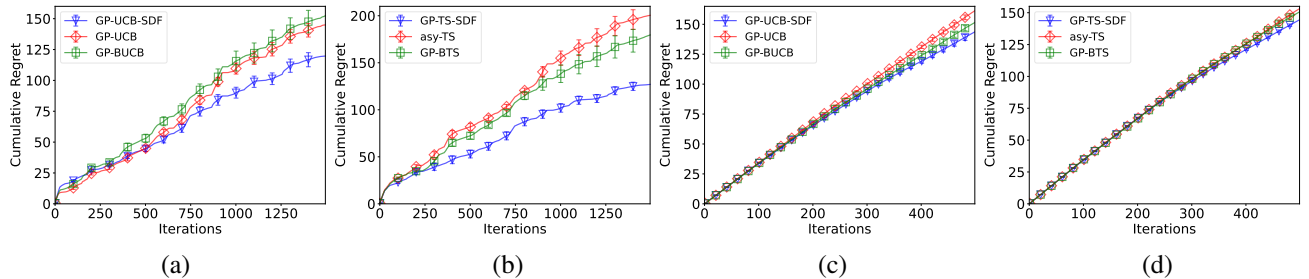 GP-UCB-SDF
GP-UCB
GP-BUCB
Cumulative Regret
150
125
100
75
50
25
0
0 250 500 750 1000 1250
Iterations
(a)
GP-TS-SDF
asy-TS
GP-BTS
Cumulative Regret
200
150
100
50
0
0 250 500 750 1000 1250
Iterations
(b)
GP-UCB-SDF
GP-UCB
GP-BUCB
Cumulative Regret
150
125
100
75
50
25
0
0 100 200 300 400
Iterations
(c)
GP-TS-SDF
asy-TS
GP-BTS
Cumulative Regret
150
125
100
75
50
25
0
0 100 200 300 400
Iterations
(d)